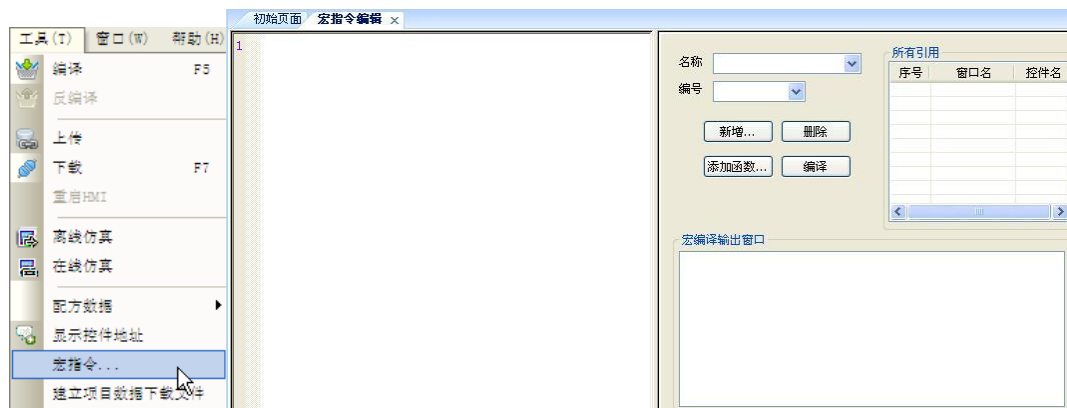 工具(T) 窗口(W) 帮助(H)
编译 F5
反编译
上传
下载 F7
重启HMI
离线仿真
在线仿真
配方数据
显示控件地址
宏指令...
建立项目数据下载文件
初始页面 宏指令编辑
1
名称
编号
新增... 删除
添加函数... 编译
所有引用
序号 窗口名 控件名
宏编译输出窗口